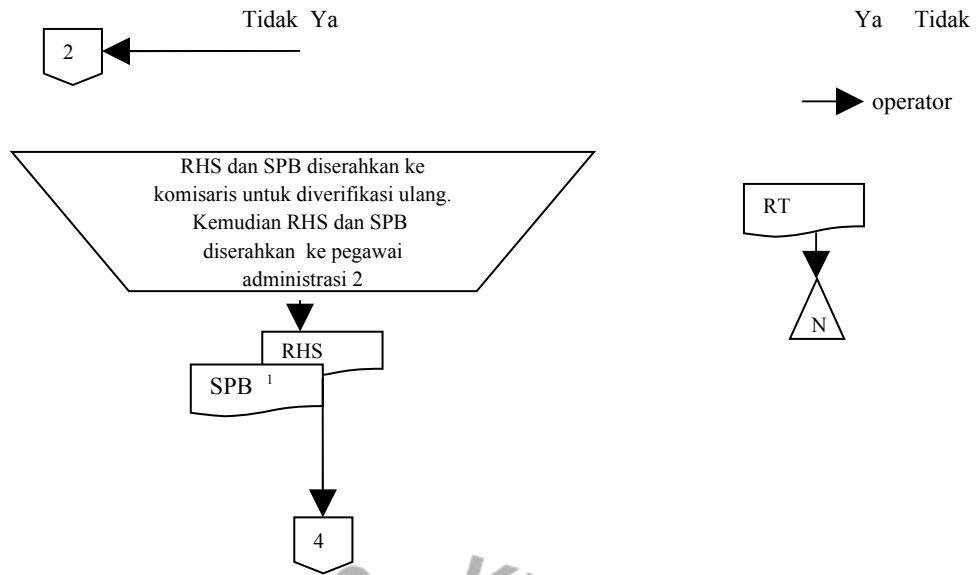 Tidak Ya
Ya Tidak
2
operator
RHS dan SPB diserahkan ke
komisaris untuk diverifikasi ulang.
Kemudian RHS dan SPB
diserahkan ke pegawai
administrasi 2
RT
N
RHS
SPB 1
4